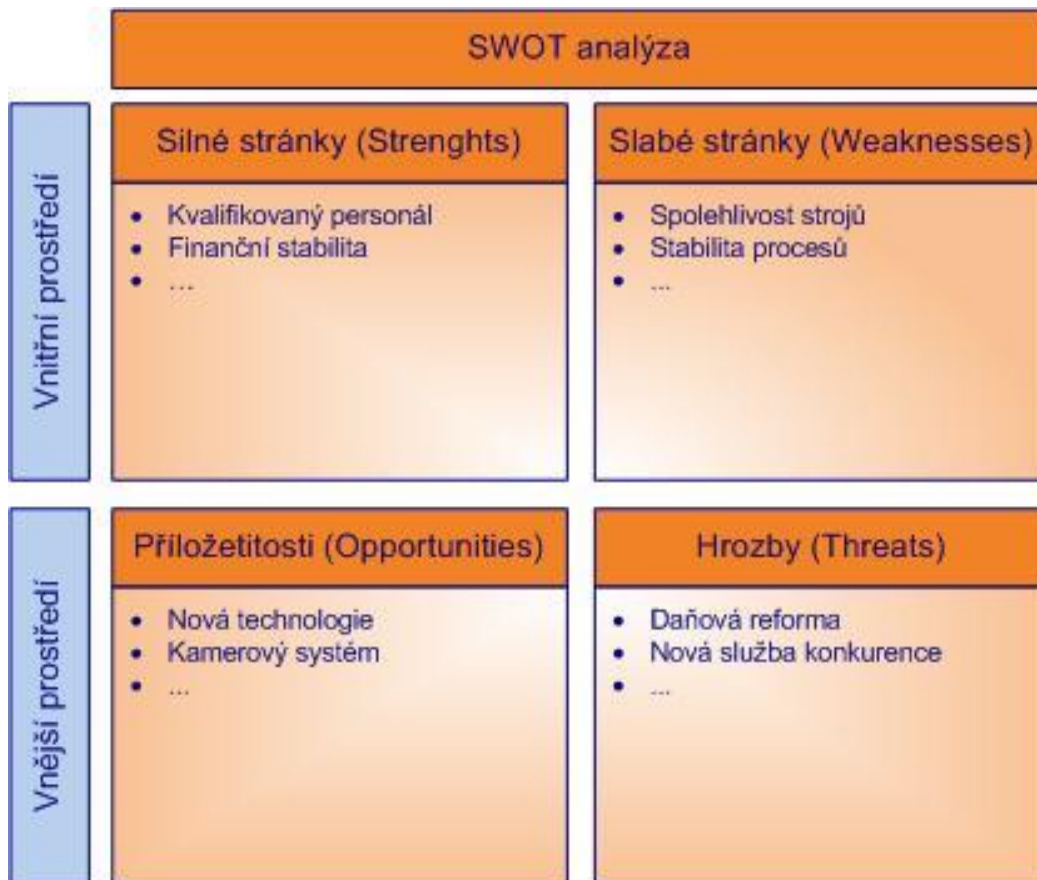 SWOT analýza
Vnitřní prostředí
Silné stránky (Strenghts)
• Kvalifikovaný personál
• Finanční stabilita
• ...
Slabé stránky (Weaknesses)
• Spolehlivost strojů
• Stabilita procesů
• ...
Vnější prostředí
Příložetitosti (Opportunities)
• Nová technologie
• Kamerový systém
• ...
Hrozby (Threats)
• Daňová reforma
• Nová služba konkurence
• ...